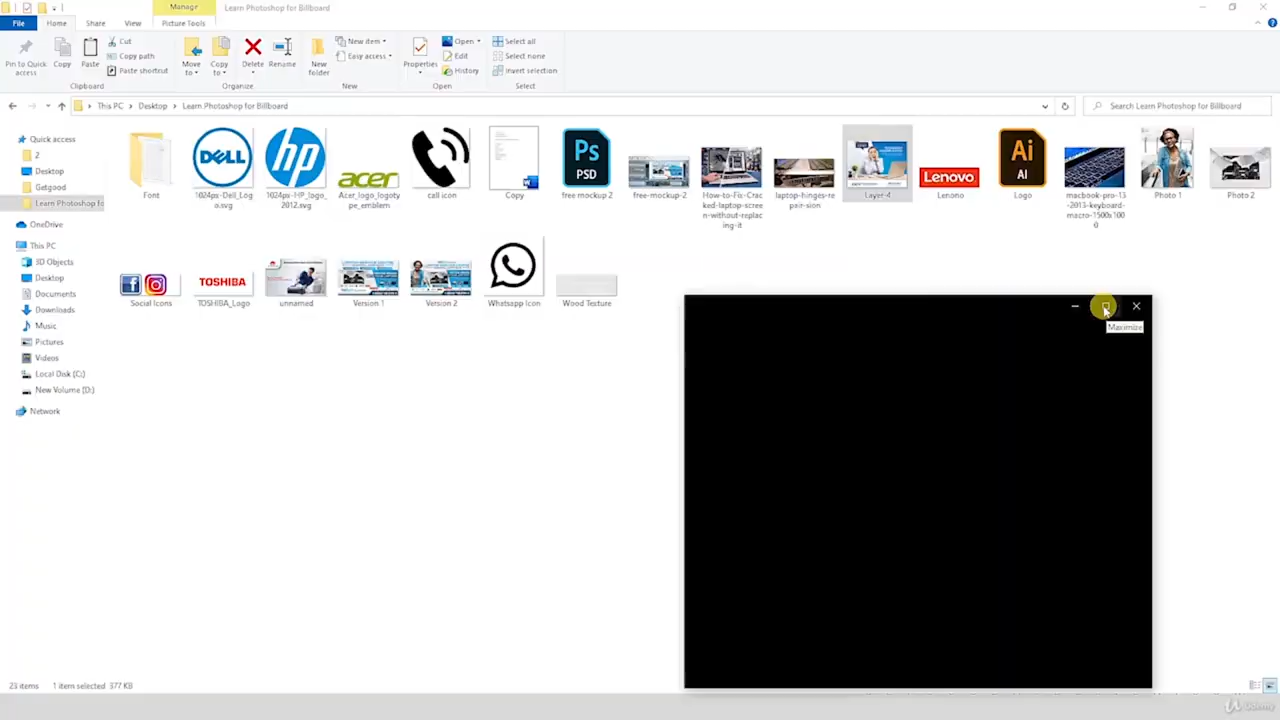 Manage
Learn Photoshop for Billboard
File
Home
Share
View
Picture Tools
Pin to Quick access
Copy
Paste
Cut
Copy path
Paste shortcut
Move to
Copy to
Delete
Rename
New folder
New item
Easy access
Properties
Open
Edit
History
Select all
Select none
Invert selection
Clipboard
Organize
New
Open
Select
This PC
Desktop
Learn Photoshop for Billboard
Search Learn Photoshop for Billboard
Quick access
2
Desktop
Getgood
Learn Photoshop fo
OneDrive
This PC
3D Objects
Desktop
Documents
Downloads
Music
Pictures
Videos
Local Disk (C:)
New Volume (D:)
Network
DELL
hp
acer
Ps
PSD
Lenovo
Ai
AI
Font
1024px-Dell_Logo.svg
1024px-HP_logo_2012.svg
Acer_logo_logotype_emblem
call icon
Copy
free mockup 2
free-mockup-2
How-to-Fix-Cracked-laptop-screen-without-replacing-it
laptop-hinges-repair-sion
Layer-4
Lenono
Logo
macbook-pro-13-2013-keyboard-macro-1500x1000
Photo 1
Photo 2
TOSHIBA
Social Icons
TOSHIBA_Logo
unnamed
Version 1
Version 2
Whatsapp Icon
Wood Texture
Maximize
23 items
1 item selected 377 KB
Udemy